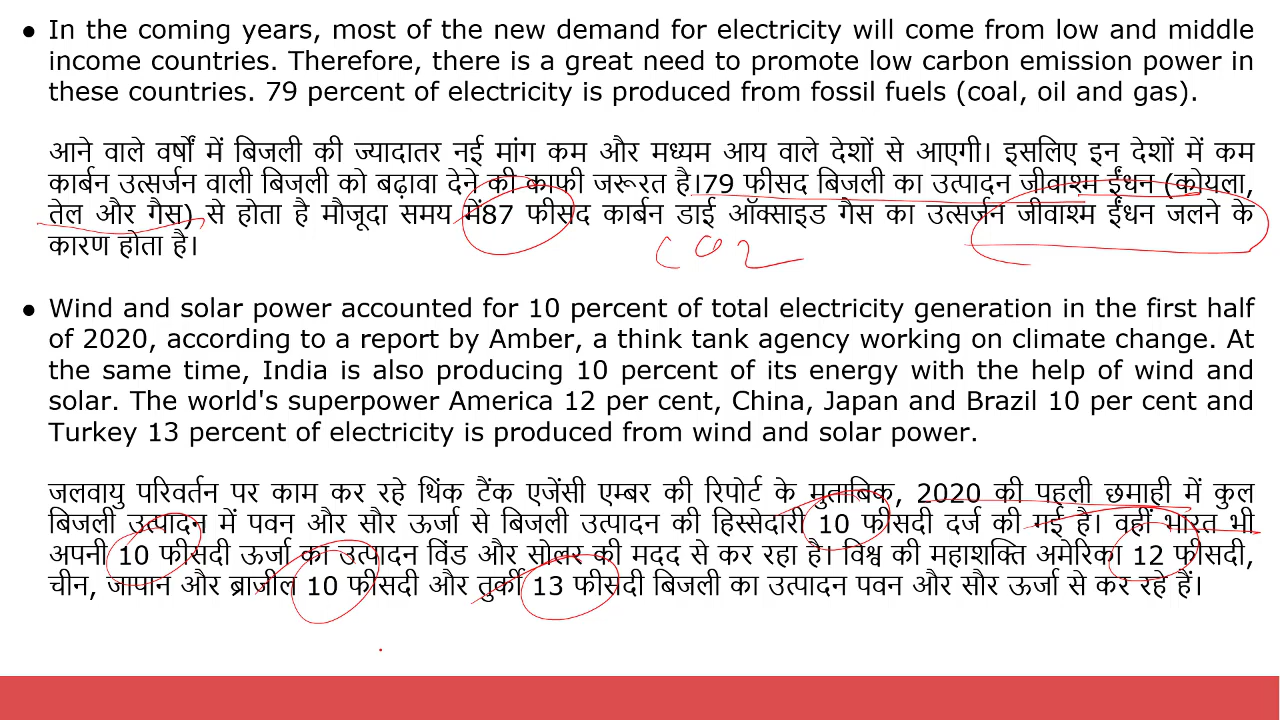 ● In the coming years, most of the new demand for electricity will come from low and middle
income countries. Therefore, there is a great need to promote low carbon emission power in
these countries. 79 percent of electricity is produced from fossil fuels (coal, oil and gas).
आने वाले वर्षों में बिजली की ज्यादातर नई मांग कम और मध्यम आय वाले देशों से आएगी। इसलिए इन देशों में कम
कार्बन उत्सर्जन वाली बिजली को बढ़ावा देने की काफी जरूरत है।79 फीसद बिजली का उत्पादन जीवाश्म ईंधन (कोयला,
तेल और गैस) से होता है मौजूदा समय में87 फीसद कार्बन डाई ऑक्साइड गैस का उत्सर्जन जीवाश्म ईंधन जलने के
कारण होता है।
CO2
● Wind and solar power accounted for 10 percent of total electricity generation in the first half
of 2020, according to a report by Amber, a think tank agency working on climate change. At
the same time, India is also producing 10 percent of its energy with the help of wind and
solar. The world's superpower America 12 per cent, China, Japan and Brazil 10 per cent and
Turkey 13 percent of electricity is produced from wind and solar power.
जलवायु परिवर्तन पर काम कर रहे थिंक टैंक एजेंसी एम्बर की रिपोर्ट के मुताबिक, 2020 की पहली छमाही में कुल
बिजली उत्पादन में पवन और सौर ऊर्जा से बिजली उत्पादन की हिस्सेदारी 10 फीसदी दर्ज की गई है। वहीं भारत भी
अपनी 10 फीसदी ऊर्जा का उत्पादन विंड और सोलर की मदद से कर रहा है। विश्व की महाशक्ति अमेरिका 12 फीसदी,
चीन, जापान और ब्राजील 10 फीसदी और तुर्की 13 फीसदी बिजली का उत्पादन पवन और सौर ऊर्जा से कर रहे हैं।